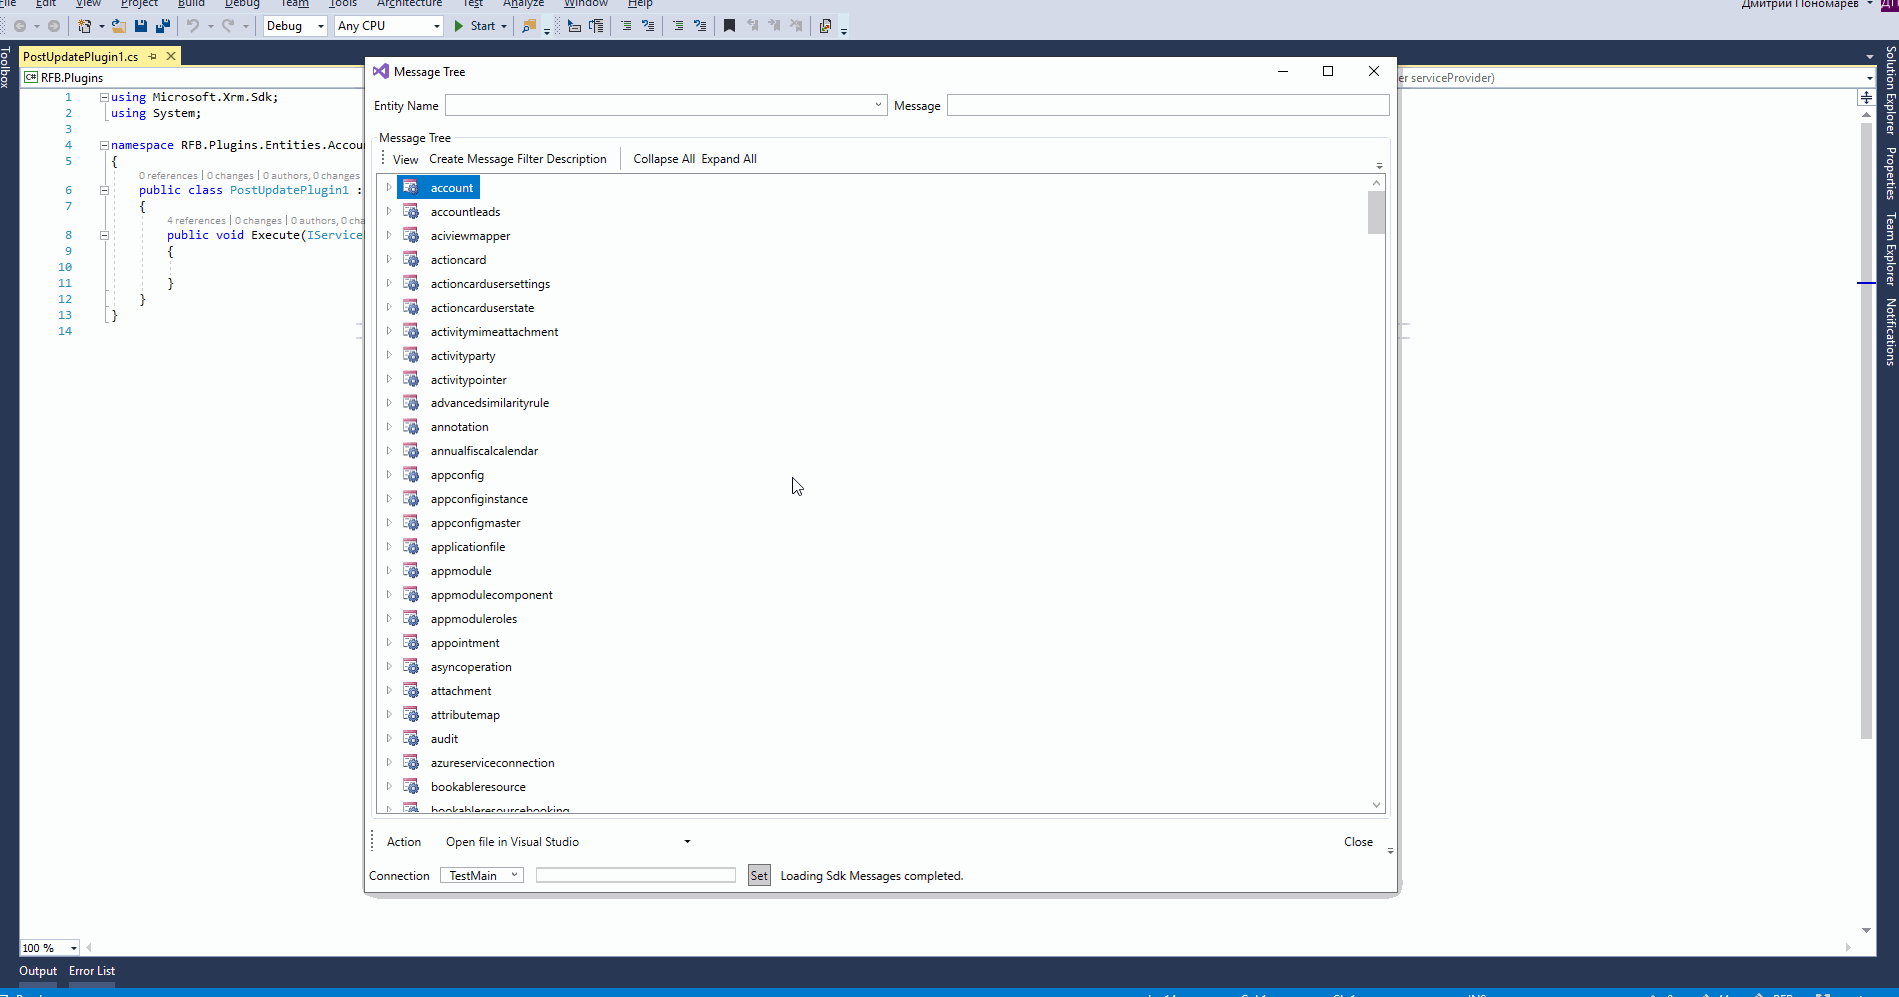 File Edit View Project Build Debug Team Tools Architecture Test Analyze Window Help Дмитрий Пономарев
Debug Any CPU Start
Toolbox
PostUpdatePlugin1.cs
RFB.Plugins
er serviceProvider)
1 using Microsoft.Xrm.Sdk;
2 using System;
3
4 namespace RFB.Plugins.Entities.Accou
5 {
0 references | 0 changes | 0 authors, 0 changes
6 public class PostUpdatePlugin1 :
7 {
4 references | 0 changes | 0 authors, 0 cha
8 public void Execute(IService
9 {
10
11 }
12 }
13 }
14
Message Tree
Entity Name Message
Message Tree
View Create Message Filter Description Collapse All Expand All
account
accountleads
aciviewmapper
actioncard
actioncardusersettings
actioncarduserstate
activitymimeattachment
activityparty
activitypointer
advancedsimilarityrule
annotation
annualfiscalcalendar
appconfig
appconfiginstance
appconfigmaster
applicationfile
appmodule
appmodulecomponent
appmoduleroles
appointment
asyncoperation
attachment
attributemap
audit
azureserviceconnection
bookableresource
bookableresourcebooking
Action Open file in Visual Studio Close
Connection TestMain Set Loading Sdk Messages completed.
Solution Explorer
Properties
Team Explorer
Notifications
100 %
Output Error List